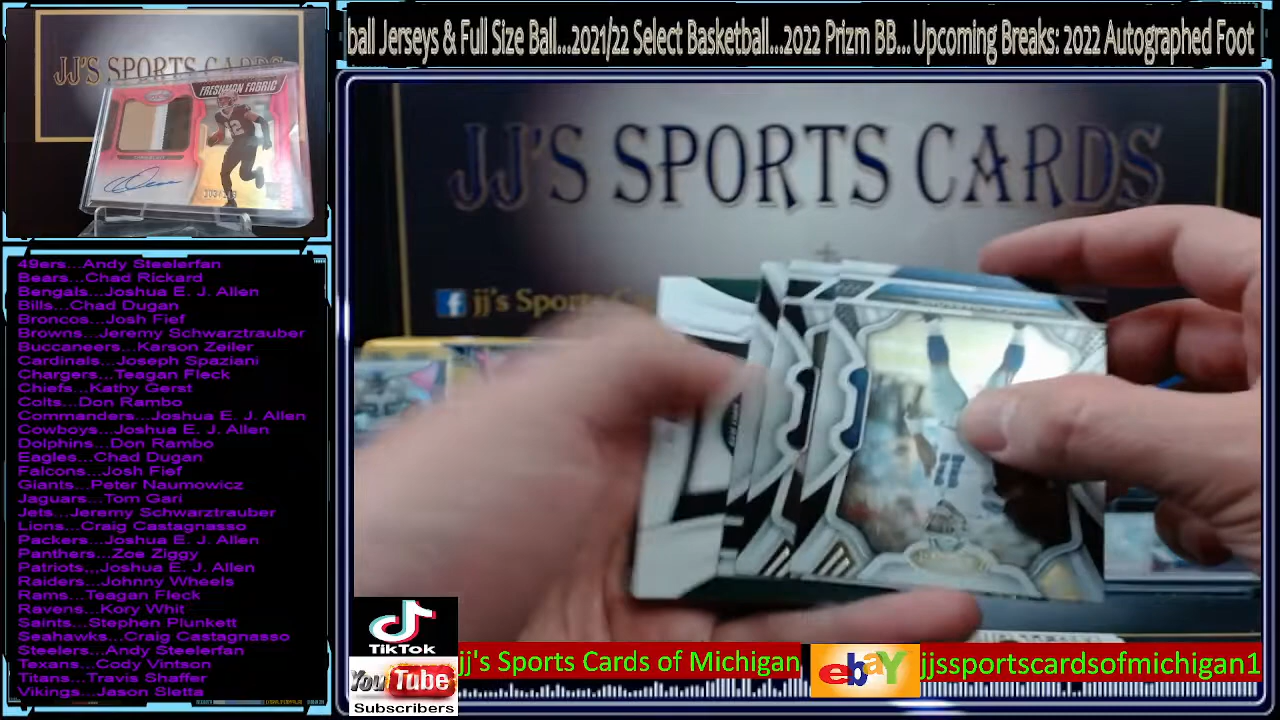 ball Jerseys & Full Size Ball...2021/22 Select Basketball...2022 Prizm BB... Upcoming Breaks: 2022 Autographed Foot
JJ'S SPORTS CARDS
FRESHMAN FABRIC
JJ'S SPORTS CARDS
jj's Spo
49ers...Andy Steelerfan
Bears...Chad Rickard
Bengals...Joshua E. J. Allen
Bills...Chad Dugan
Broncos...Josh Fief
Browns...Jeremy Schwarztrauber
Buccaneers...Karson Zeiler
Cardinals...Joseph Spaziani
Chargers...Teagan Fleck
Chiefs...Kathy Gerst
Colts...Don Rambo
Commanders...Joshua E. J. Allen
Cowboys...Joshua E. J. Allen
Dolphins...Don Rambo
Eagles...Chad Dugan
Falcons...Josh Fief
Giants...Peter Naumowicz
Jaguars...Tom Gari
Jets...Jeremy Schwarztrauber
Lions...Craig Castagnasso
Packers...Joshua E. J. Allen
Panthers...Zoe Ziggy
Patriots,,,Joshua E. J. Allen
Raiders...Johnny Wheels
Rams...Teagan Fleck
Ravens...Kory Whit
Saints...Stephen Plunkett
Seahawks...Craig Castagnasso
Steelers...Andy Steelerfan
Texans...Cody Vintson
Titans...Travis Shaffer
Vikings...Jason Sletta
TikTok
YouTube
Subscribers
jj's Sports Cards of Michigan
ebay
jjssportscardsofmichigan1